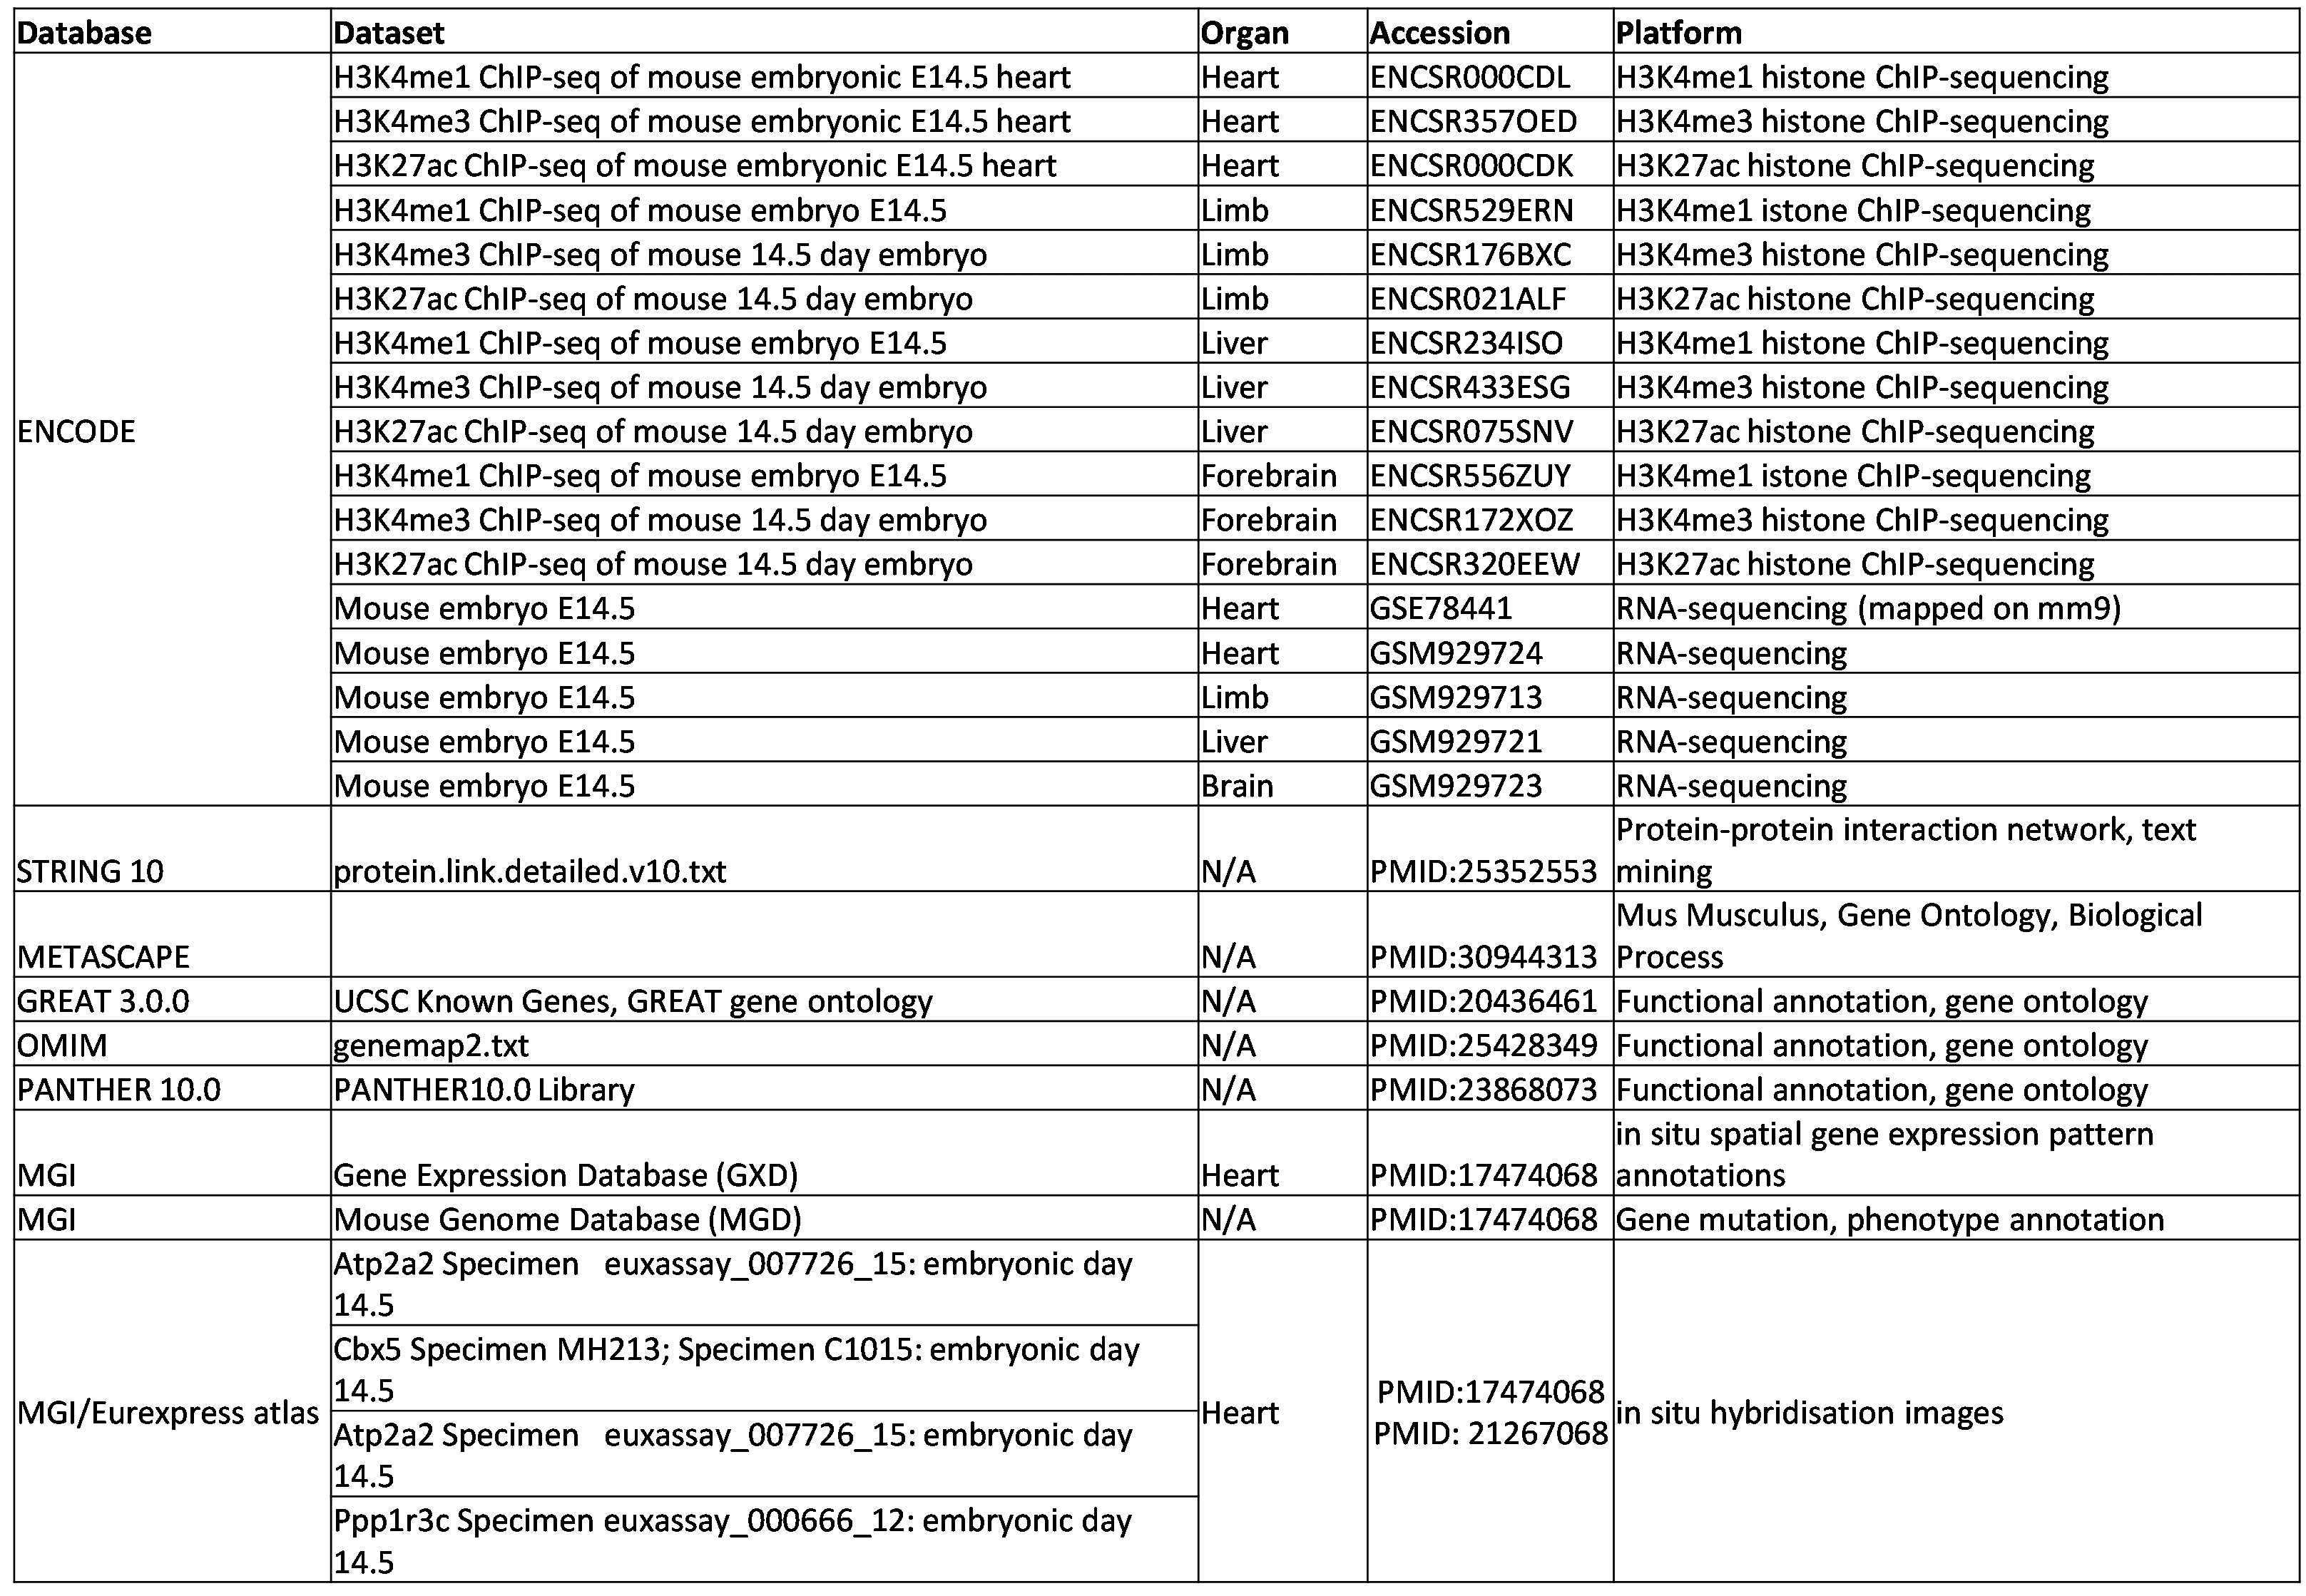 Database Dataset Organ Accession Platform
H3K4me1 ChIP-seq of mouse embryonic E14.5 heart Heart ENCSR000CDL H3K4me1 histone ChIP-sequencing
H3K4me3 ChIP-seq of mouse embryonic E14.5 heart Heart ENCSR357OED H3K4me3 histone ChIP-sequencing
H3K27ac ChIP-seq of mouse embryonic E14.5 heart Heart ENCSR000CDK H3K27ac histone ChIP-sequencing
H3K4me1 ChIP-seq of mouse embryo E14.5 Limb ENCSR529ERN H3K4me1 istone ChIP-sequencing
H3K4me3 ChIP-seq of mouse 14.5 day embryo Limb ENCSR176BXC H3K4me3 histone ChIP-sequencing
H3K27ac ChIP-seq of mouse 14.5 day embryo Limb ENCSR021ALF H3K27ac histone ChIP-sequencing
H3K4me1 ChIP-seq of mouse embryo E14.5 Liver ENCSR234ISO H3K4me1 histone ChIP-sequencing
H3K4me3 ChIP-seq of mouse 14.5 day embryo Liver ENCSR433ESG H3K4me3 histone ChIP-sequencing
ENCODE H3K27ac ChIP-seq of mouse 14.5 day embryo Liver ENCSR075SNV H3K27ac histone ChIP-sequencing
H3K4me1 ChIP-seq of mouse embryo E14.5 Forebrain ENCSR556ZUY H3K4me1 istone ChIP-sequencing
H3K4me3 ChIP-seq of mouse 14.5 day embryo Forebrain ENCSR172XOZ H3K4me3 histone ChIP-sequencing
H3K27ac ChIP-seq of mouse 14.5 day embryo Forebrain ENCSR320EEW H3K27ac histone ChIP-sequencing
Mouse embryo E14.5 Heart GSE78441 RNA-sequencing (mapped on mm9)
Mouse embryo E14.5 Heart GSM929724 RNA-sequencing
Mouse embryo E14.5 Limb GSM929713 RNA-sequencing
Mouse embryo E14.5 Liver GSM929721 RNA-sequencing
Mouse embryo E14.5 Brain GSM929723 RNA-sequencing
Protein-protein interaction network, text
STRING 10 protein.link.detailed.v10.txt N/A PMID:25352553 mining
Mus Musculus, Gene Ontology, Biological
METASCAPE N/A PMID:30944313 Process
GREAT 3.0.0 UCSC Known Genes, GREAT gene ontology N/A PMID:20436461 Functional annotation, gene ontology
OMIM genemap2.txt N/A PMID:25428349 Functional annotation, gene ontology
PANTHER 10.0 PANTHER10.0 Library N/A PMID:23868073 Functional annotation, gene ontology
in situ spatial gene expression pattern
MGI Gene Expression Database (GXD) Heart PMID:17474068 annotations
MGI Mouse Genome Database (MGD) N/A PMID:17474068 Gene mutation, phenotype annotation
Atp2a2 Specimen euxassay_007726_15: embryonic day
14.5
Cbx5 Specimen MH213; Specimen C1015: embryonic day
14.5
MGI/Eurexpress atlas Heart in situ hybridisation images
PMID:17474068
PMID: 21267068
Atp2a2 Specimen euxassay_007726_15: embryonic day
14.5
Ppp1r3c Specimen euxassay_000666_12: embryonic day
14.5